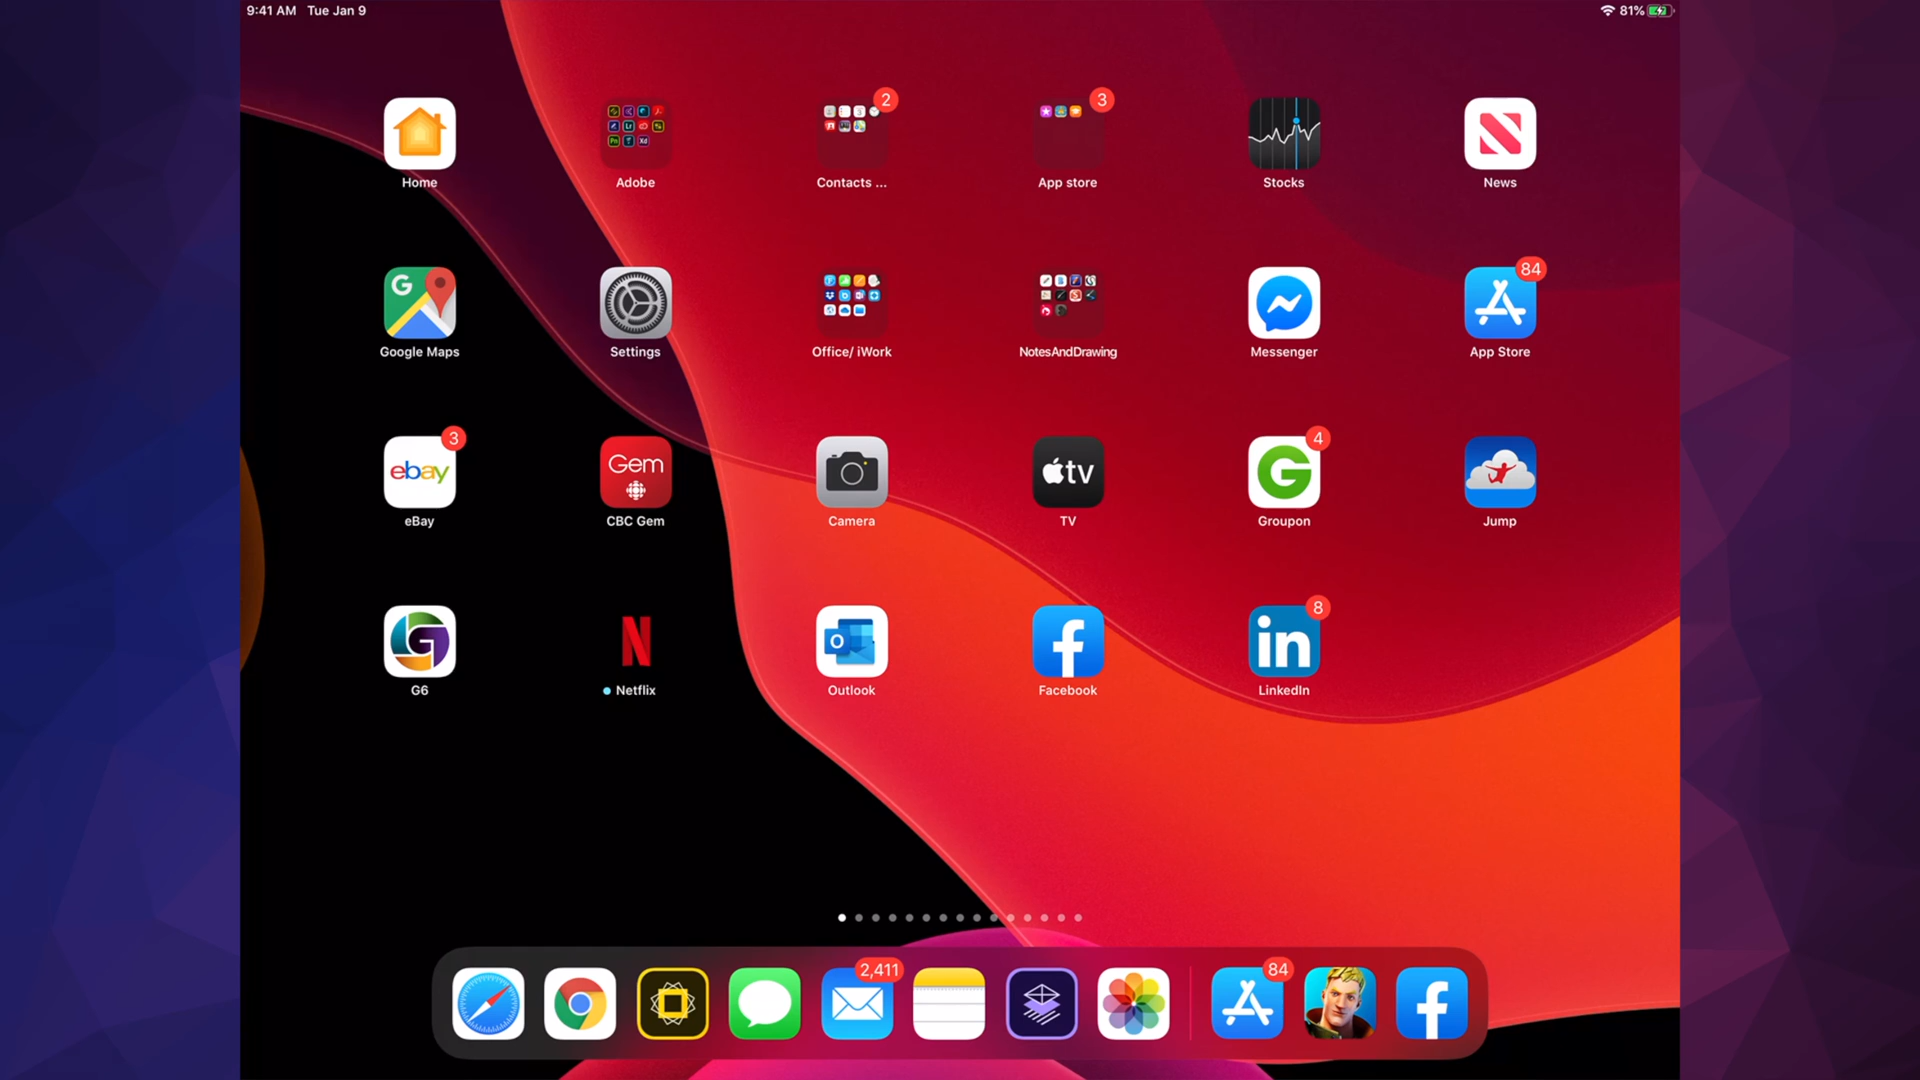 9:41 AM Tue Jan 9
81%
2
3
Home
Adobe
Contacts ...
App store
Stocks
News
G
84
Google Maps
Settings
Office/ iWork
NotesAndDrawing
Messenger
App Store
ebay
3
Gem
tv
G
4
eBay
CBC Gem
Camera
TV
Groupon
Jump
G
N
O
f
in
8
G6
Netflix
Outlook
Facebook
LinkedIn
2,411
84
f